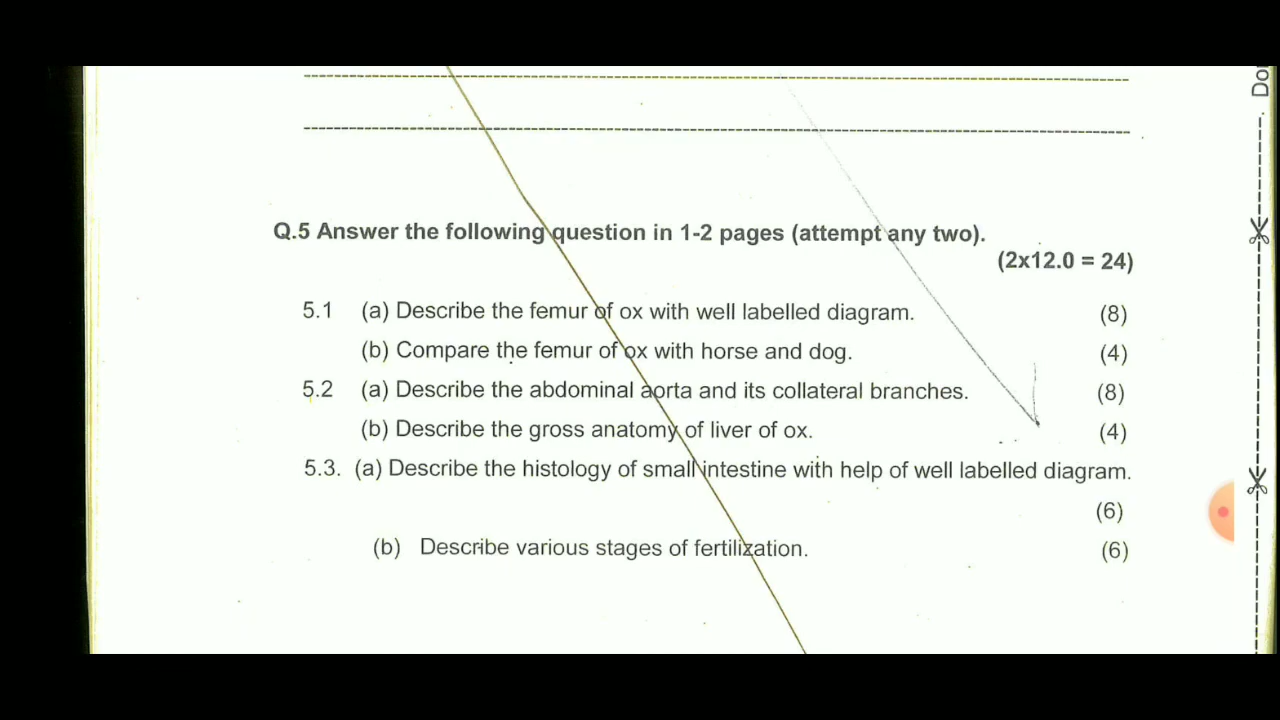 Q.5 Answer the following question in 1-2 pages (attempt any two).
(2x12.0 = 24)
5.1 (a) Describe the femur of ox with well labelled diagram. (8)
(b) Compare the femur of ox with horse and dog. (4)
5.2 (a) Describe the abdominal aorta and its collateral branches. (8)
(b) Describe the gross anatomy of liver of ox. (4)
5.3. (a) Describe the histology of small intestine with help of well labelled diagram.
(6)
(b) Describe various stages of fertilization. (6)